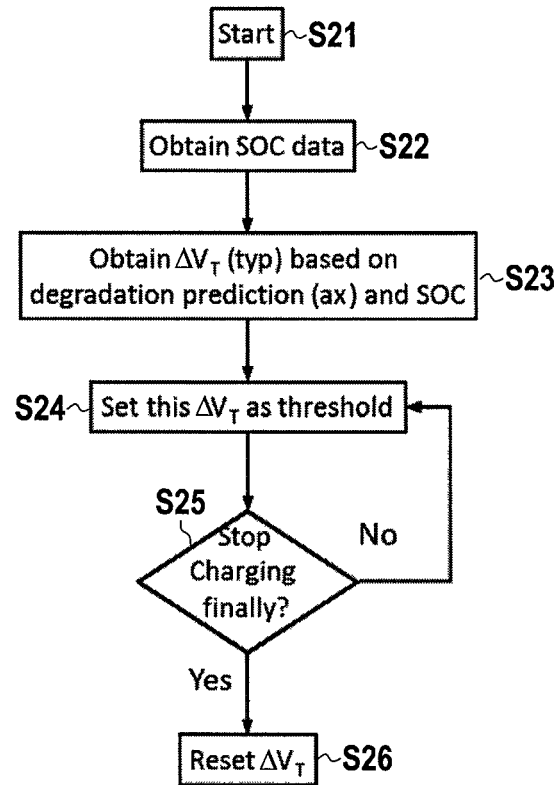 Start S21
Obtain SOC data S22
Obtain ΔV_T (typ) based on
degradation prediction (ax) and SOC
S23
S24 Set this ΔV_T as threshold
S25
Stop
Charging
finally?
No
Yes
Reset ΔV_T S26